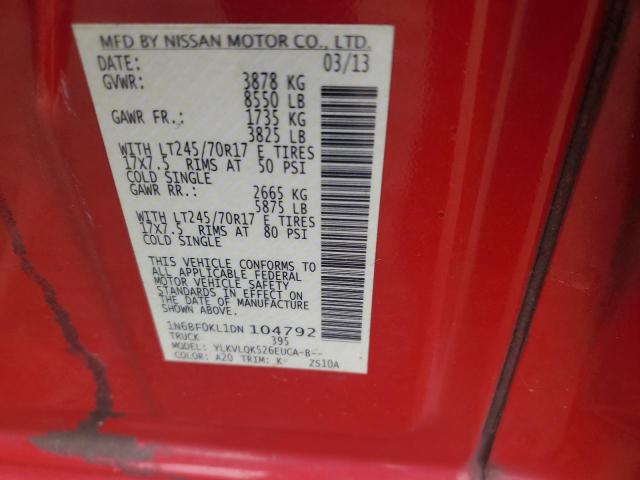 MFD BY NISSAN MOTOR CO., LTD.
DATE: 03/13
GVWR: 3878 KG
8550 LB
GAWR FR.: 1735 KG
3825 LB
WITH LT245/70R17 E TIRES
17X7.5 RIMS AT 50 PSI
COLD SINGLE
GAWR RR.: 2665 KG
5875 LB
WITH LT245/70R17 E TIRES
17X7.5 RIMS AT 80 PSI
COLD SINGLE
THIS VEHICLE CONFORMS TO
ALL APPLICABLE FEDERAL
MOTOR VEHICLE SAFETY
STANDARDS IN EFFECT ON
THE DATE OF MANUFACTURE
SHOWN ABOVE.
1N6BF0KL1DN 104792
TRUCK 395
MODEL: YLKVLQK526EUCA-B--
COLOR: A20 TRIM: K 2S10A